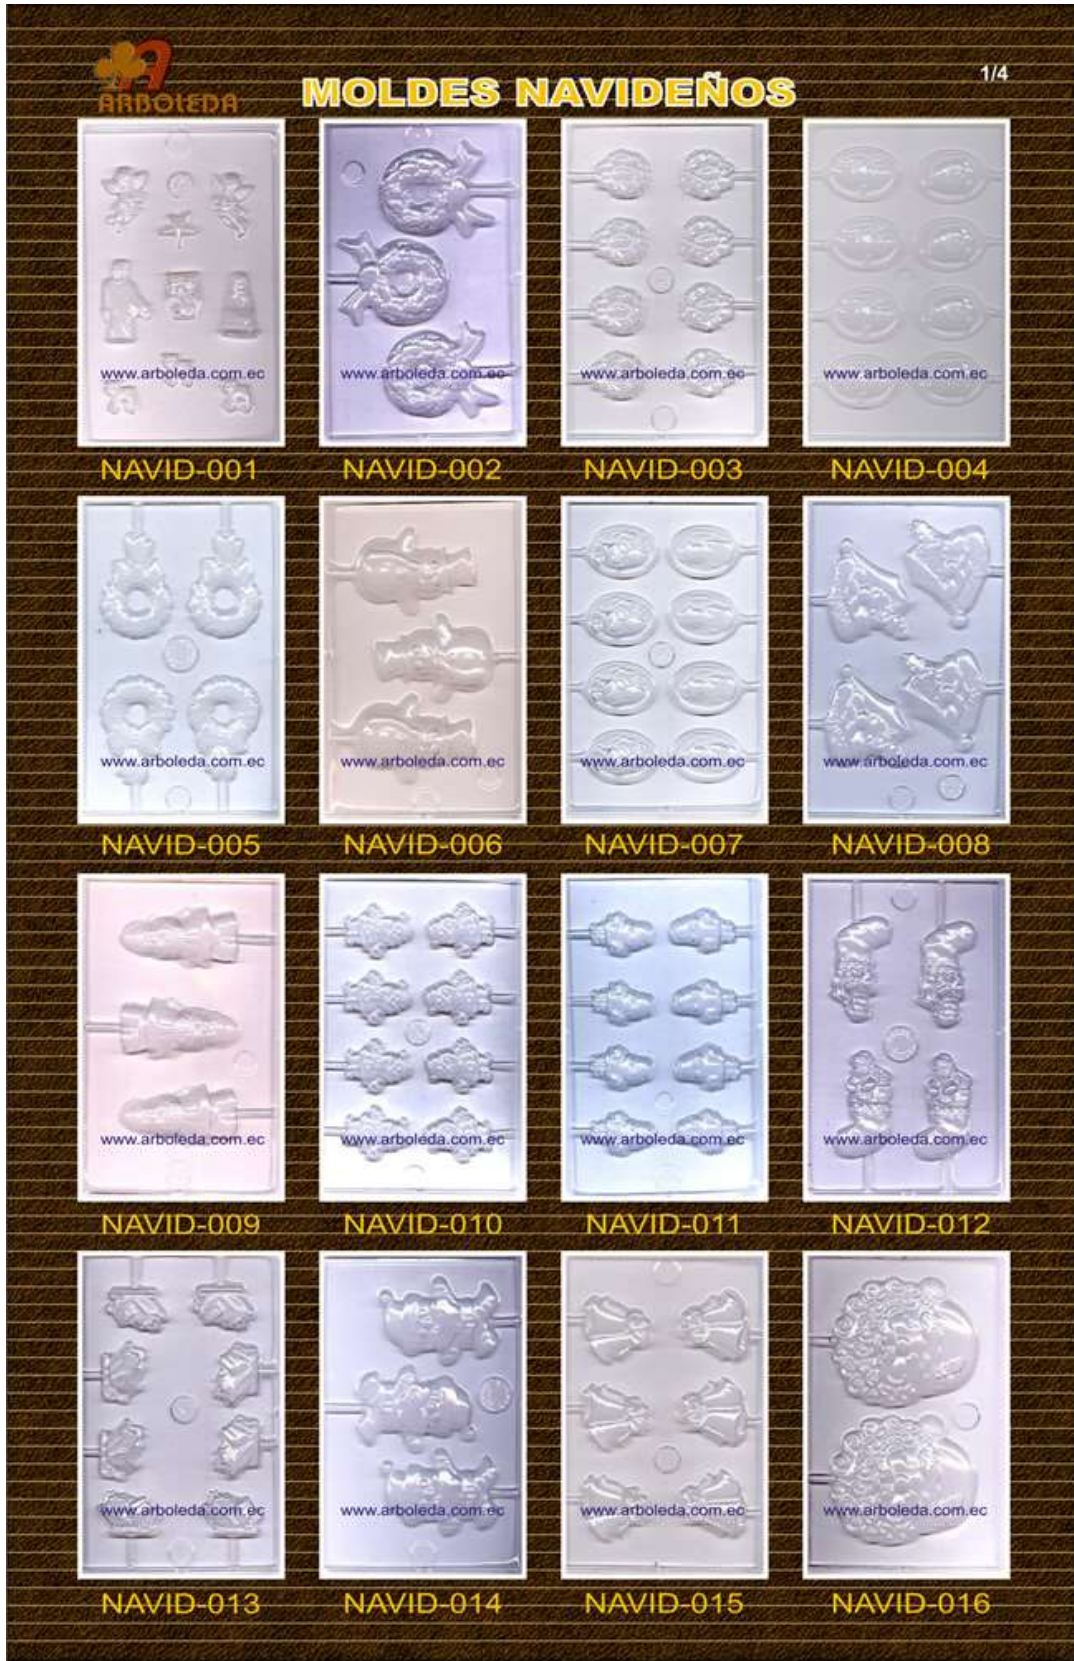 ARBOLEDA
MOLDES NAVIDEÑOS
1/4
www.arboleda.com.ec
www.arboleda.com.ec
www.arboleda.com.ec
www.arboleda.com.ec
NAVID-001
NAVID-002
NAVID-003
NAVID-004
www.arboleda.com.ec
www.arboleda.com.ec
www.arboleda.com.ec
www.arboleda.com.ec
NAVID-005
NAVID-006
NAVID-007
NAVID-008
www.arboleda.com.ec
www.arboleda.com.ec
www.arboleda.com.ec
www.arboleda.com.ec
NAVID-009
NAVID-010
NAVID-011
NAVID-012
www.arboleda.com.ec
www.arboleda.com.ec
www.arboleda.com.ec
www.arboleda.com.ec
NAVID-013
NAVID-014
NAVID-015
NAVID-016